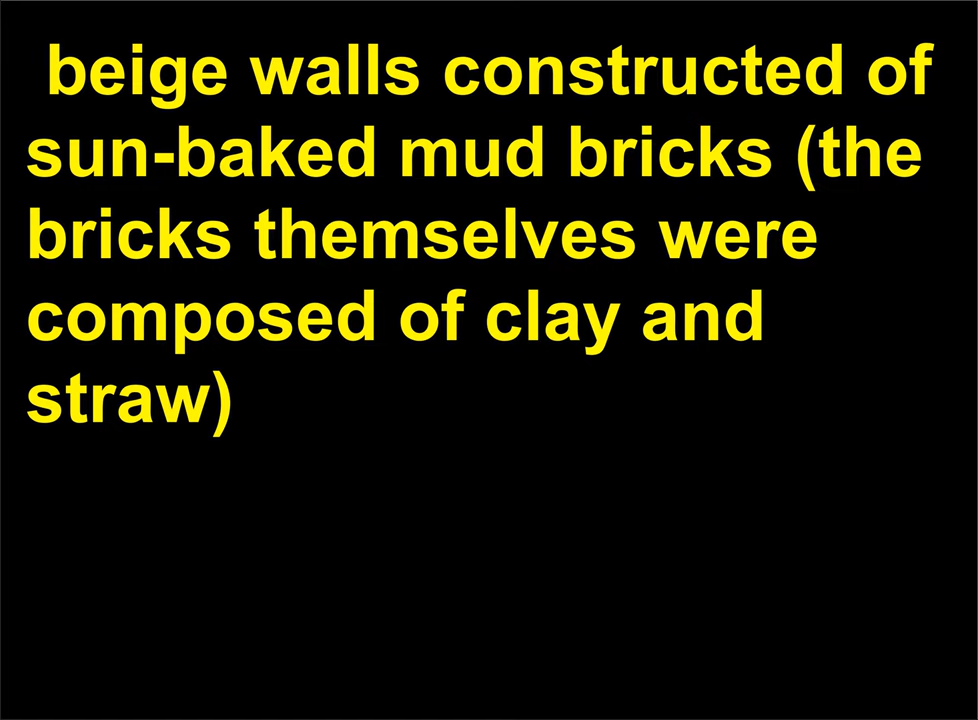 beige walls constructed of
sun-baked mud bricks (the
bricks themselves were
composed of clay and
straw)